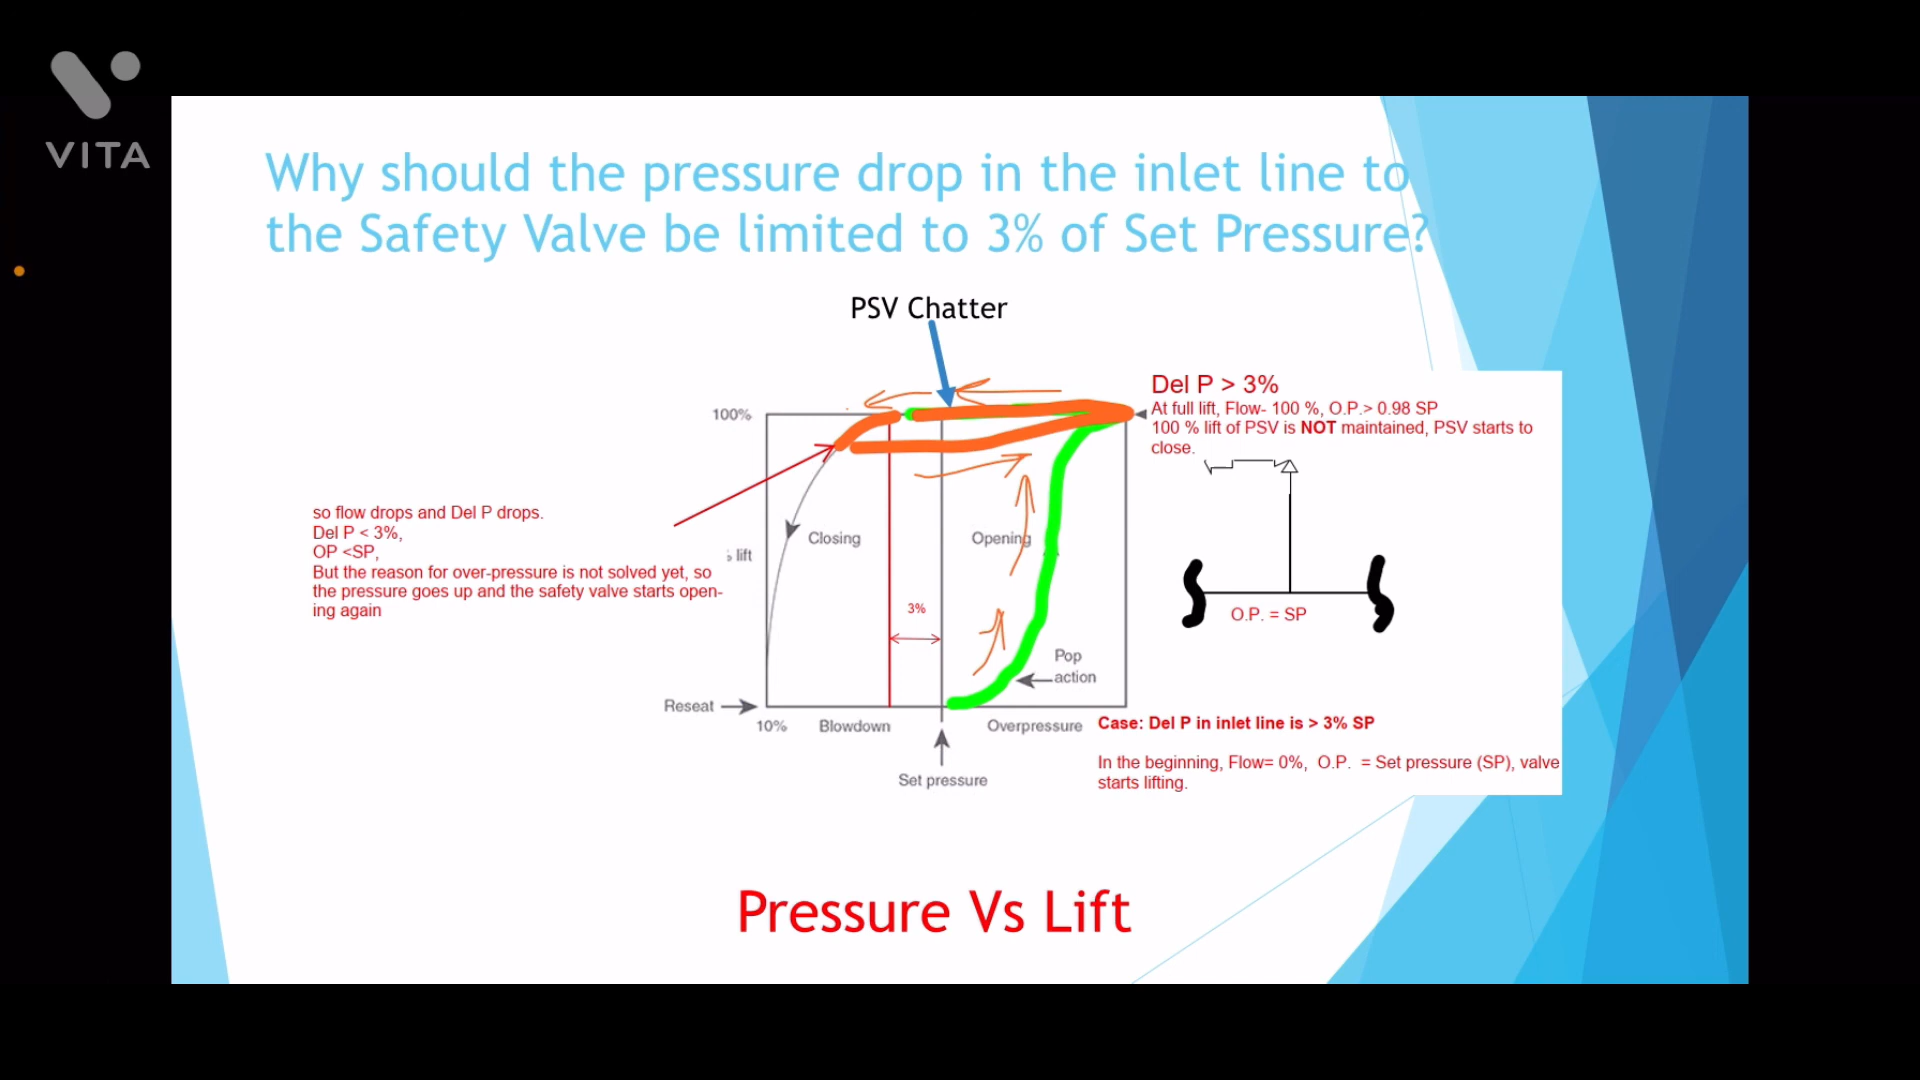 VITA
Why should the pressure drop in the inlet line to
the Safety Valve be limited to 3% of Set Pressure?
PSV Chatter
Del P > 3%
At full lift, Flow- 100 %, O.P.> 0.98 SP
100 % lift of PSV is NOT maintained, PSV starts to
close.
100%
so flow drops and Del P drops.
Del P < 3%,
OP <SP,
But the reason for over-pressure is not solved yet, so
the pressure goes up and the safety valve starts open-
ing again
lift
Closing
Opening
3%
O.P. = SP
Pop
action
Reseat
10%
Blowdown
Overpressure
Set pressure
Case: Del P in inlet line is > 3% SP
In the beginning, Flow= 0%, O.P. = Set pressure (SP), valve
starts lifting.
Pressure Vs Lift